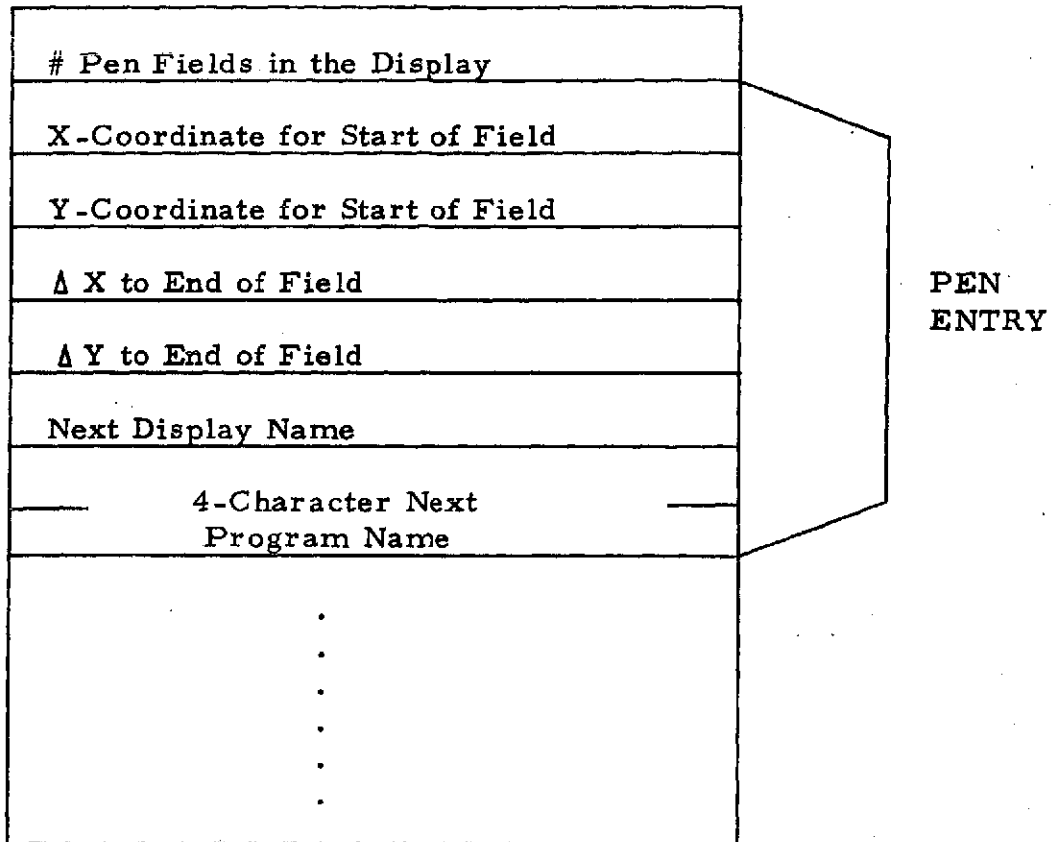 # Pen Fields in the Display
X-Coordinate for Start of Field
Y-Coordinate for Start of Field
Δ X to End of Field
Δ Y to End of Field
Next Display Name
4-Character Next
Program Name
PEN
ENTRY